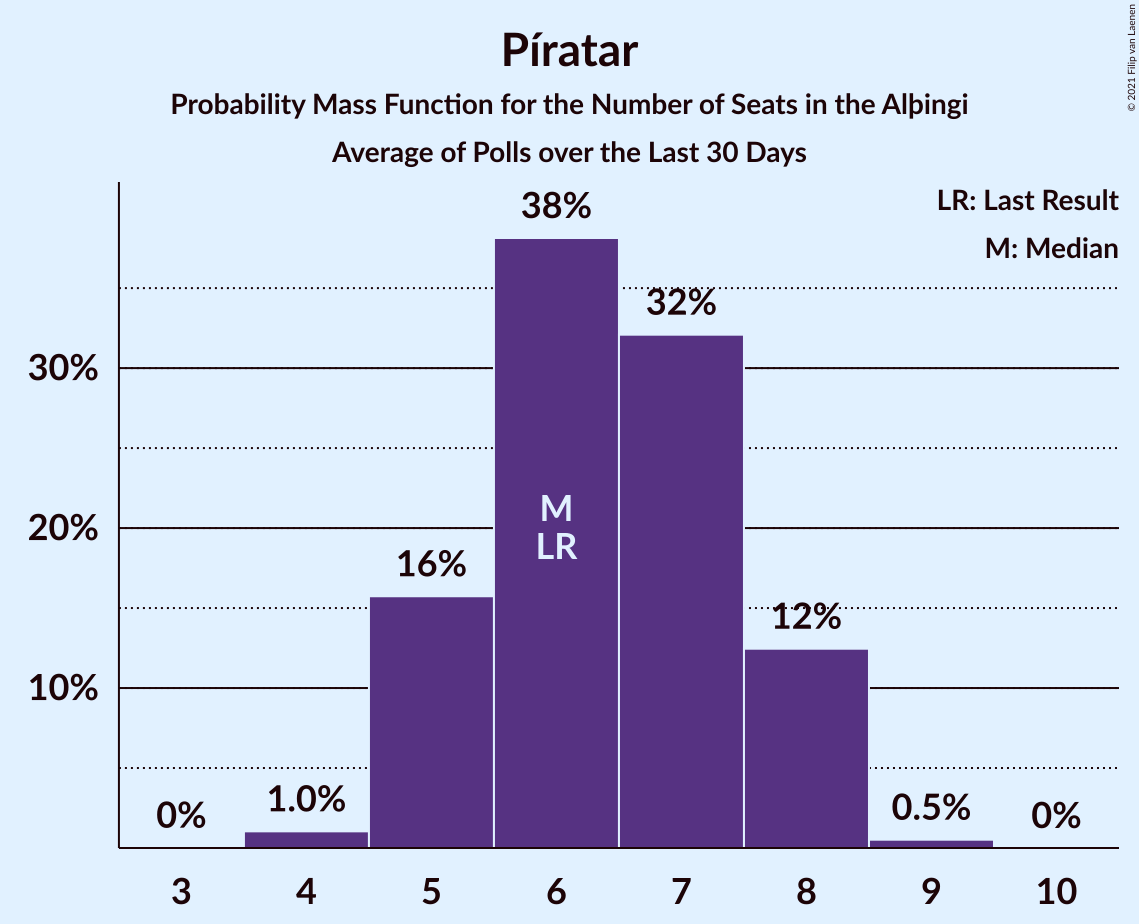 Píratar
Probability Mass Function for the Number of Seats in the Alþingi
Average of Polls over the Last 30 Days
© 2021 Filip van Laenen
LR: Last Result
M: Median
38%
32%
30%
M
LR
20%
16%
12%
10%
0%
1.0%
0.5%
0%
3 4 5 6 7 8 9 10